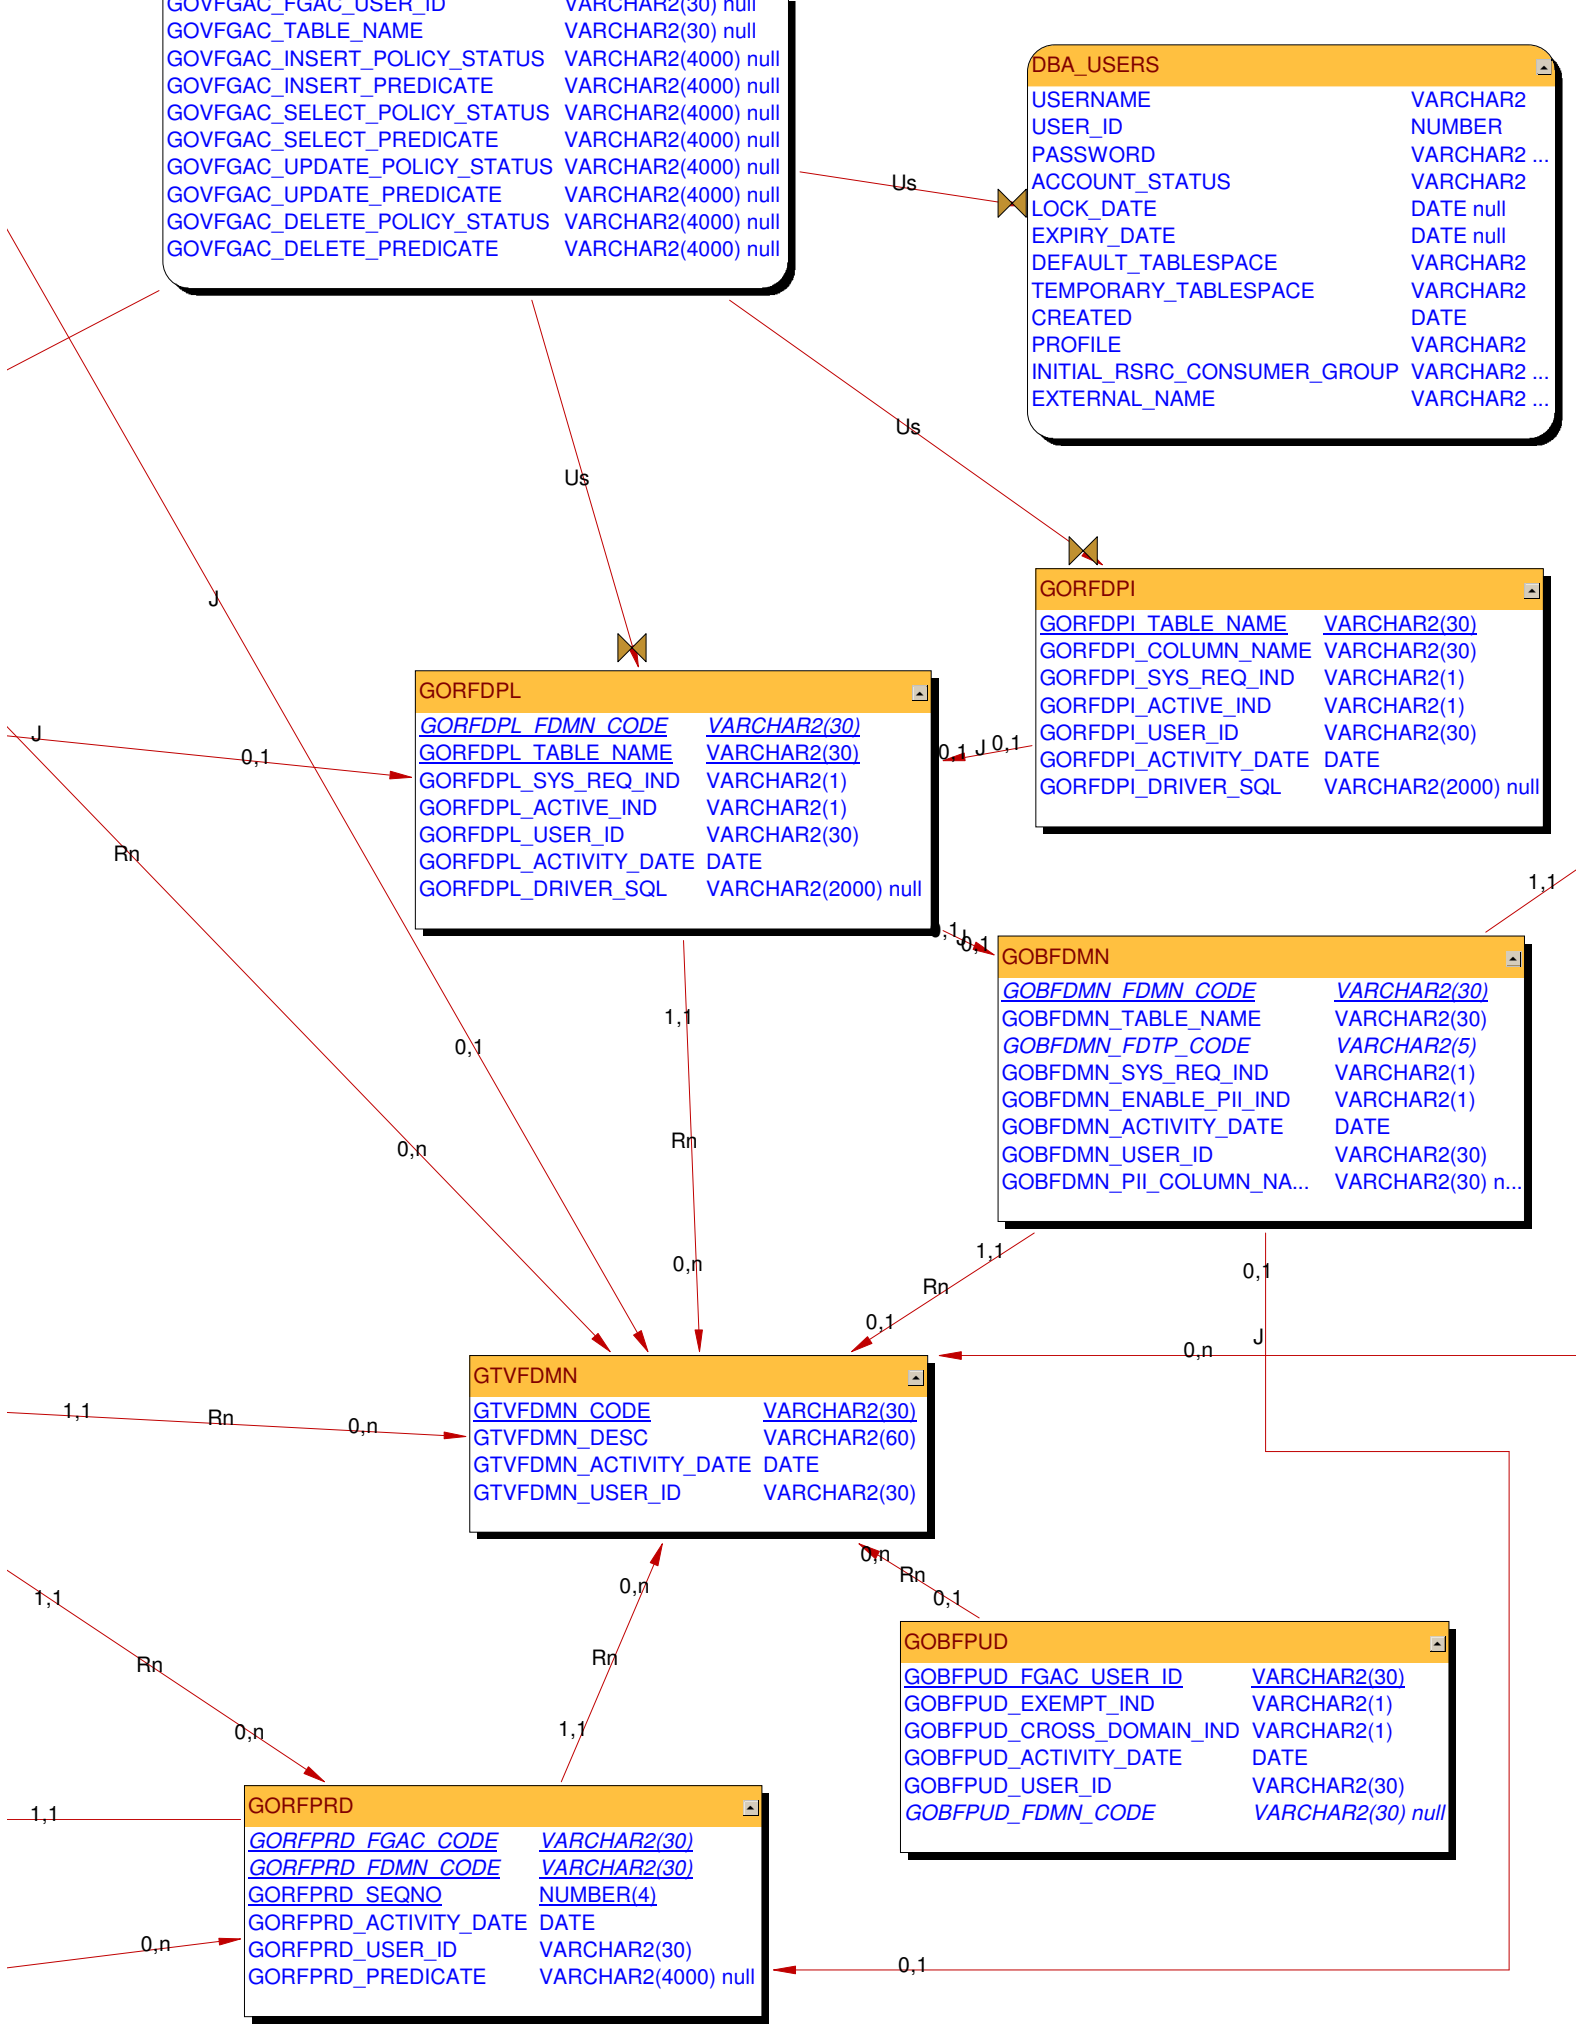 GOVFGAC_FGAC_USER_ID VARCHAR2(30) null
GOVFGAC_TABLE_NAME VARCHAR2(30) null
GOVFGAC_INSERT_POLICY_STATUS VARCHAR2(4000) null
GOVFGAC_INSERT_PREDICATE VARCHAR2(4000) null
GOVFGAC_SELECT_POLICY_STATUS VARCHAR2(4000) null
GOVFGAC_SELECT_PREDICATE VARCHAR2(4000) null
GOVFGAC_UPDATE_POLICY_STATUS VARCHAR2(4000) null
GOVFGAC_UPDATE_PREDICATE VARCHAR2(4000) null
GOVFGAC_DELETE_POLICY_STATUS VARCHAR2(4000) null
GOVFGAC_DELETE_PREDICATE VARCHAR2(4000) null
Us
DBA_USERS
USERNAME VARCHAR2
USER_ID NUMBER
PASSWORD VARCHAR2 ...
ACCOUNT_STATUS VARCHAR2
LOCK_DATE DATE null
EXPIRY_DATE DATE null
DEFAULT_TABLESPACE VARCHAR2
TEMPORARY_TABLESPACE VARCHAR2
CREATED DATE
PROFILE VARCHAR2
INITIAL_RSRC_CONSUMER_GROUP VARCHAR2 ...
EXTERNAL_NAME VARCHAR2 ...
Us
Us
J
GORFDPI
GORFDPI_TABLE_NAME VARCHAR2(30)
GORFDPI_COLUMN_NAME VARCHAR2(30)
GORFDPI_SYS_REQ_IND VARCHAR2(1)
GORFDPI_ACTIVE_IND VARCHAR2(1)
GORFDPI_USER_ID VARCHAR2(30)
GORFDPI_ACTIVITY_DATE DATE
GORFDPI_DRIVER_SQL VARCHAR2(2000) null
GORFDPL
GORFDPL_FDMN_CODE VARCHAR2(30)
GORFDPL_TABLE_NAME VARCHAR2(30)
GORFDPL_SYS_REQ_IND VARCHAR2(1)
GORFDPL_ACTIVE_IND VARCHAR2(1)
GORFDPL_USER_ID VARCHAR2(30)
GORFDPL_ACTIVITY_DATE DATE
GORFDPL_DRIVER_SQL VARCHAR2(2000) null
J
0,1
0,1 J 0,1
Rn
1,1
0,1 J 0,1
GOBFDMN
GOBFDMN_FDMN_CODE VARCHAR2(30)
GOBFDMN_TABLE_NAME VARCHAR2(30)
GOBFDMN_FDTP_CODE VARCHAR2(5)
GOBFDMN_SYS_REQ_IND VARCHAR2(1)
GOBFDMN_ENABLE_PII_IND VARCHAR2(1)
GOBFDMN_ACTIVITY_DATE DATE
GOBFDMN_USER_ID VARCHAR2(30)
GOBFDMN_PII_COLUMN_NA... VARCHAR2(30) n...
1,1
0,1
Rn
0,n
0,n
1,1
Rn
0,1
0,1
J
0,n
GTVFDMN
GTVFDMN_CODE VARCHAR2(30)
GTVFDMN_DESC VARCHAR2(60)
GTVFDMN_ACTIVITY_DATE DATE
GTVFDMN_USER_ID VARCHAR2(30)
1,1
Rn
0,n
0,n
Rn
0,1
0,n
Rn
1,1
1,1
Rn
0,n
GOBFPUD
GOBFPUD_FGAC_USER_ID VARCHAR2(30)
GOBFPUD_EXEMPT_IND VARCHAR2(1)
GOBFPUD_CROSS_DOMAIN_IND VARCHAR2(1)
GOBFPUD_ACTIVITY_DATE DATE
GOBFPUD_USER_ID VARCHAR2(30)
GOBFPUD_FDMN_CODE VARCHAR2(30) null
1,1
GORFPRD
GORFPRD_FGAC_CODE VARCHAR2(30)
GORFPRD_FDMN_CODE VARCHAR2(30)
GORFPRD_SEQNO NUMBER(4)
GORFPRD_ACTIVITY_DATE DATE
GORFPRD_USER_ID VARCHAR2(30)
GORFPRD_PREDICATE VARCHAR2(4000) null
0,n
0,1